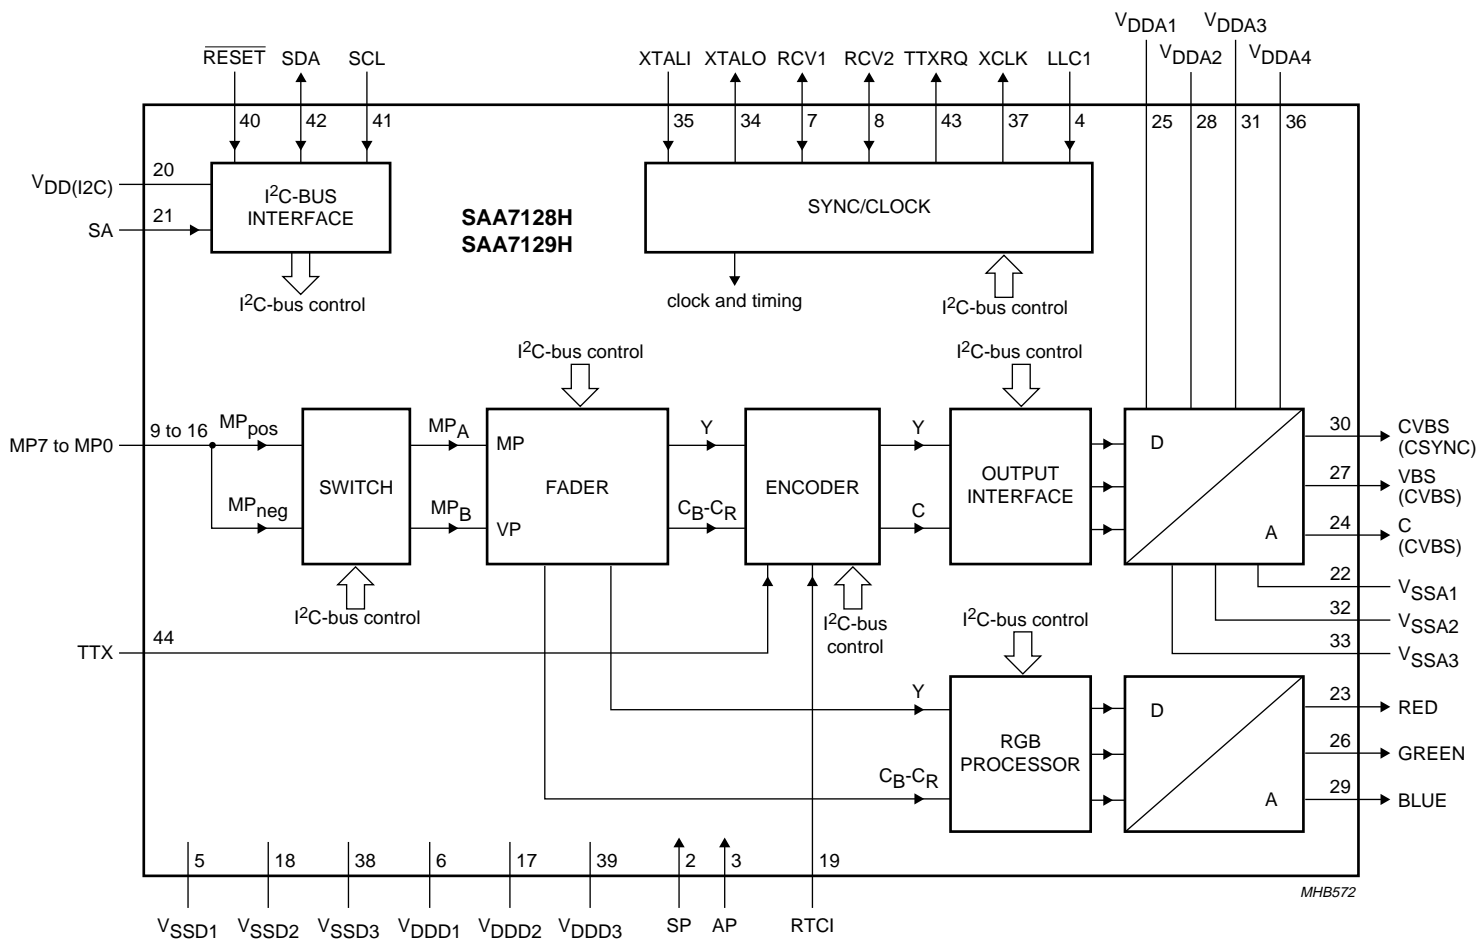 VDDA1 VDDA3
VDDA2 VDDA4
RESET SDA SCL
XTALI XTALO RCV1 RCV2 TTXRQ XCLK LLC1
40 42 41
35 34 7 8 43 37 4
25 28 31 36
VDD(I2C) 20
SA 21
I2C-BUS
INTERFACE
SAA7128H
SAA7129H
SYNC/CLOCK
I2C-bus control
clock and timing
I2C-bus control
I2C-bus control
I2C-bus control
MP7 to MP0
9 to 16
MPpos
MPneg
SWITCH
MPA
MPB
MP
FADER
VP
Y
CB-CR
ENCODER
Y
C
OUTPUT
INTERFACE
D
A
30 CVBS
(CSYNC)
27 VBS
(CVBS)
24 C
(CVBS)
22 VSSA1
32 VSSA2
33 VSSA3
I2C-bus control
I2C-bus
control
I2C-bus control
TTX 44
Y
CB-CR
RGB
PROCESSOR
D
A
23 RED
26 GREEN
29 BLUE
5 18 38 6 17 39 2 3 19
VSSD1 VSSD2 VSSD3 VDDD1 VDDD2 VDDD3 SP AP RTCI
MHB572